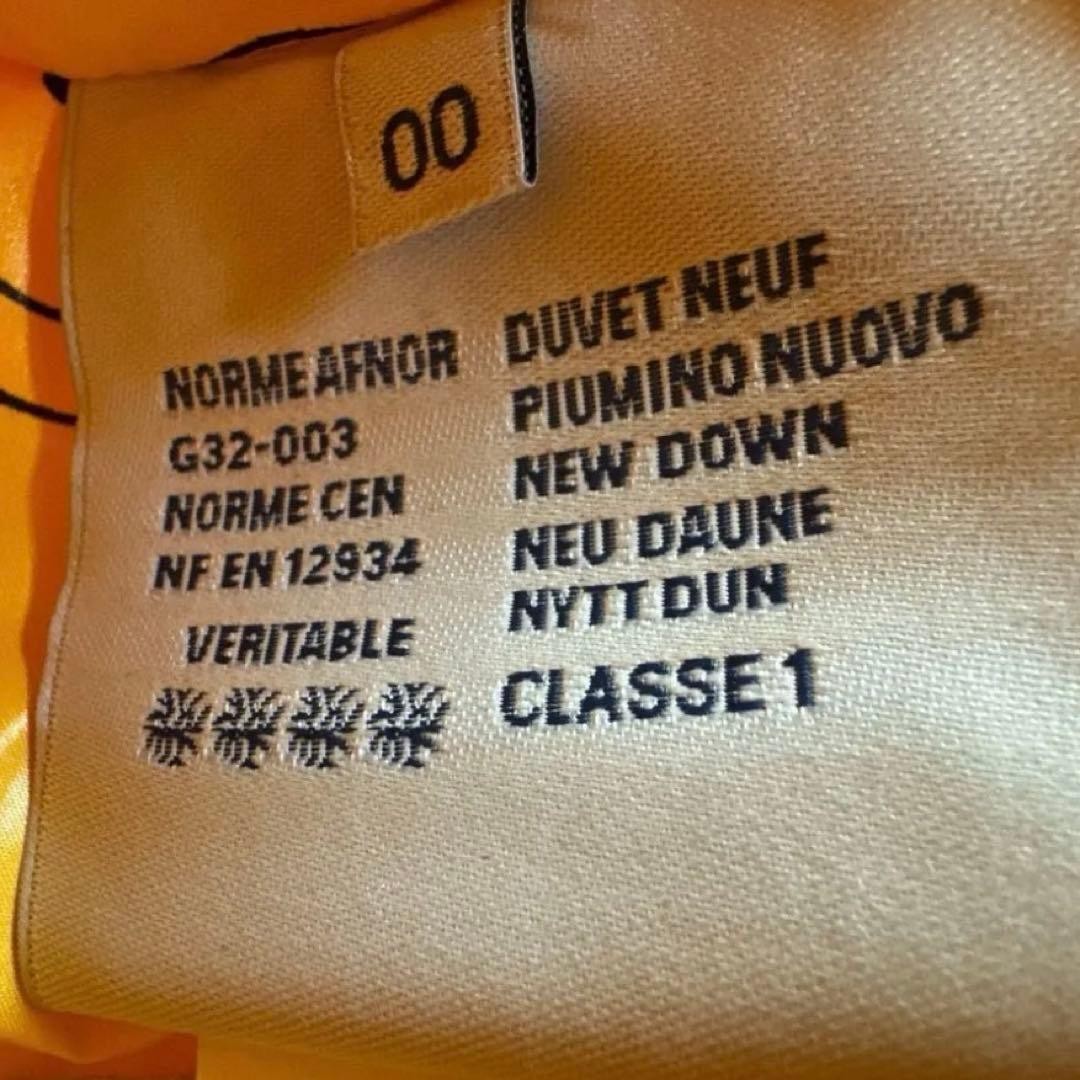 00
NORME AFNOR
G32-003
NORME CEN
NF EN 12934
VERITABLE
DUVET NEUF
PIUMINO NUOVO
NEW DOWN
NEU DAUNE
NYTT DUN
CLASSE 1